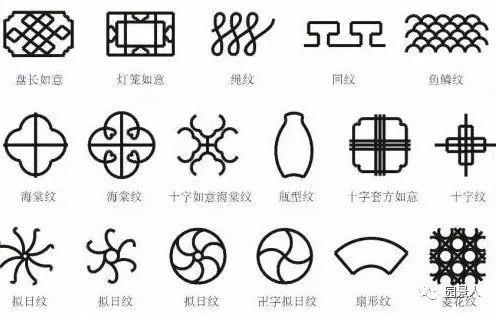 盘长如意
灯笼如意
绳纹
回纹
鱼鳞纹
海棠纹
海棠纹
十字如意海棠纹
瓶型纹
十字套方如意
十字纹
拟日纹
拟日纹
拟日纹
卍字拟日纹
扇形纹
菱花纹
园景人